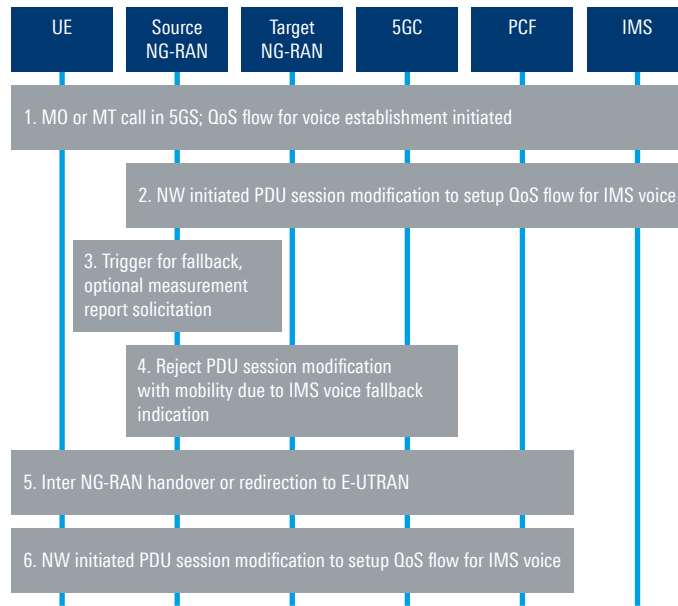 UE
Source
NG-RAN
Target
NG-RAN
5GC
PCF
IMS
1. MO or MT call in 5GS; QoS flow for voice establishment initiated
2. NW initiated PDU session modification to setup QoS flow for IMS voice
3. Trigger for fallback,
optional measurement
report solicitation
4. Reject PDU session modification
with mobility due to IMS voice fallback
indication
5. Inter NG-RAN handover or redirection to E-UTRAN
6. NW initiated PDU session modification to setup QoS flow for IMS voice